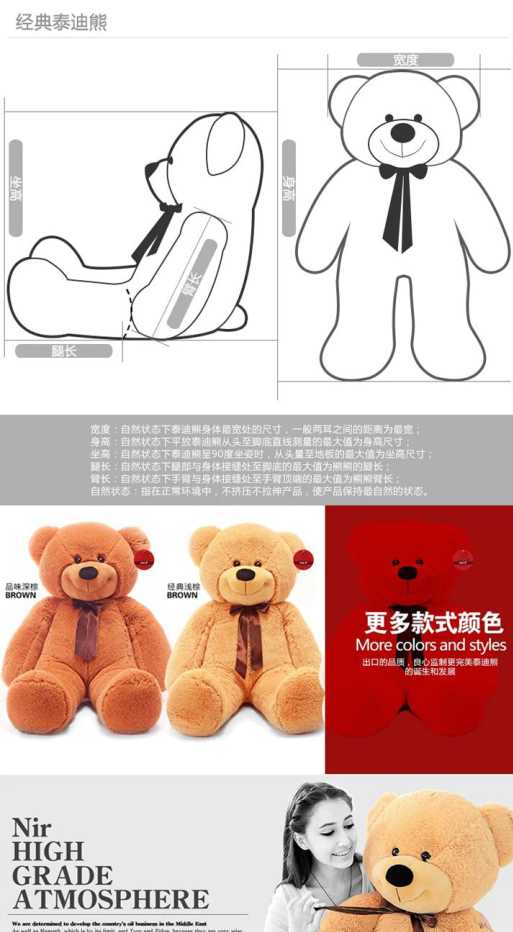 经典泰迪熊
宽度
坐高
身高
臂长
腿长
宽度：自然状态下泰迪熊身体最宽处的尺寸，一般两耳之间的距离为最宽；
身高：自然状态下平放泰迪熊从头至脚底直线测量的最大值为身高尺寸；
坐高：自然状态下泰迪熊呈90度坐姿时，从头量至地板的最大值为坐高尺寸；
腿长：自然状态下腿部与身体接缝处至脚底的最大值为熊熊的腿长；
臂长：自然状态下手臂与身体接缝处至手臂顶端的最大值为熊熊臂长；
自然状态：指在正常环境中，不挤压不拉伸产品，使产品保持最自然的状态。
品味深棕
BROWN
经典浅棕
BROWN
更多款式颜色
More colors and styles
出口的品质，良心监制更完美泰迪熊
的诞生和发展
Nir
HIGH
GRADE
ATMOSPHERE
We are determined to develop the country's oil business in the Middle East